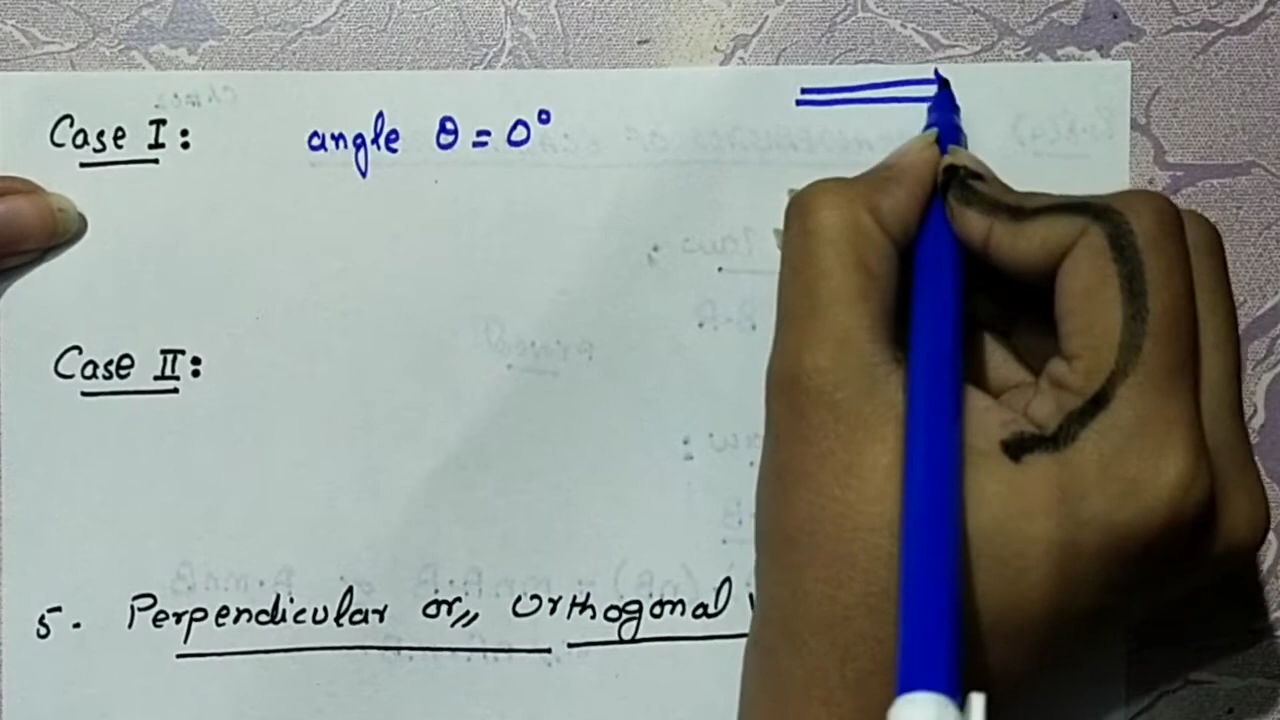 Case I: angle θ = 0°
Case II:
5. Perpendicular or,, Orthogonal